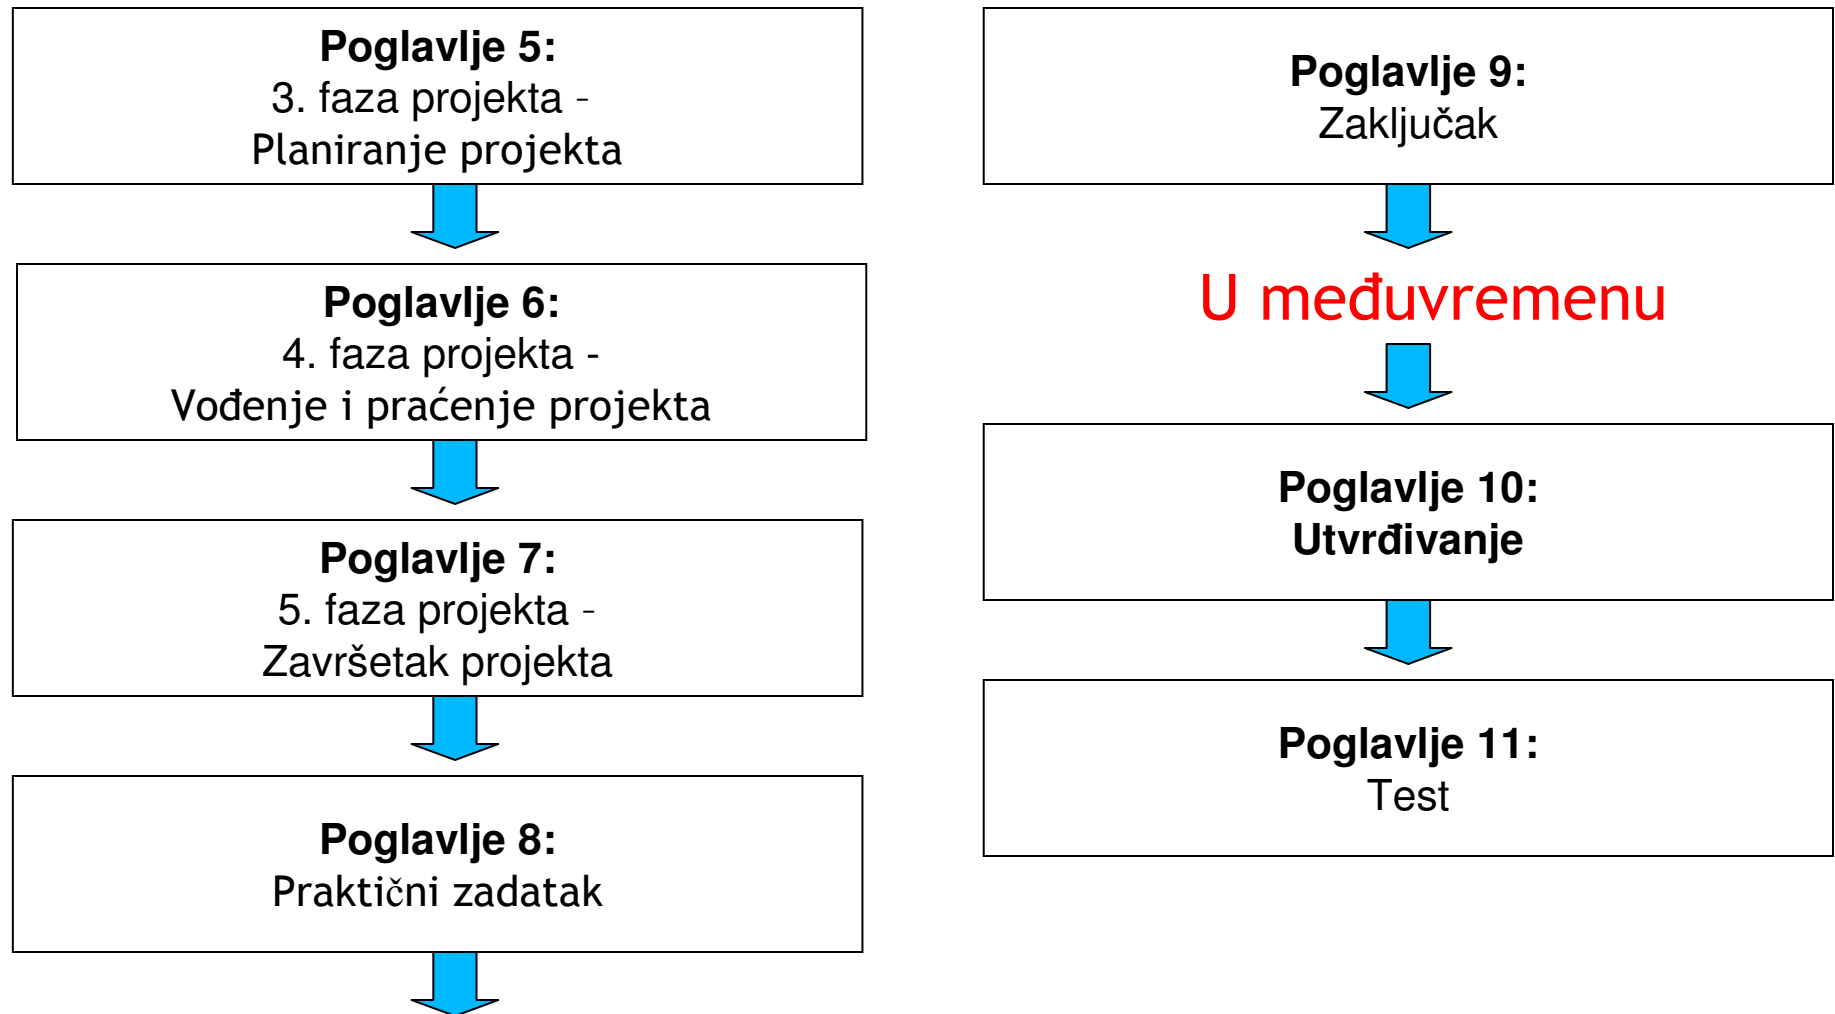 Poglavlje 5:
3. faza projekta -
Planiranje projekta
Poglavlje 6:
4. faza projekta -
Vođenje i praćenje projekta
Poglavlje 7:
5. faza projekta -
Završetak projekta
Poglavlje 8:
Praktični zadatak
Poglavlje 9:
Zaključak
U međuvremenu
Poglavlje 10:
Utvrđivanje
Poglavlje 11:
Test